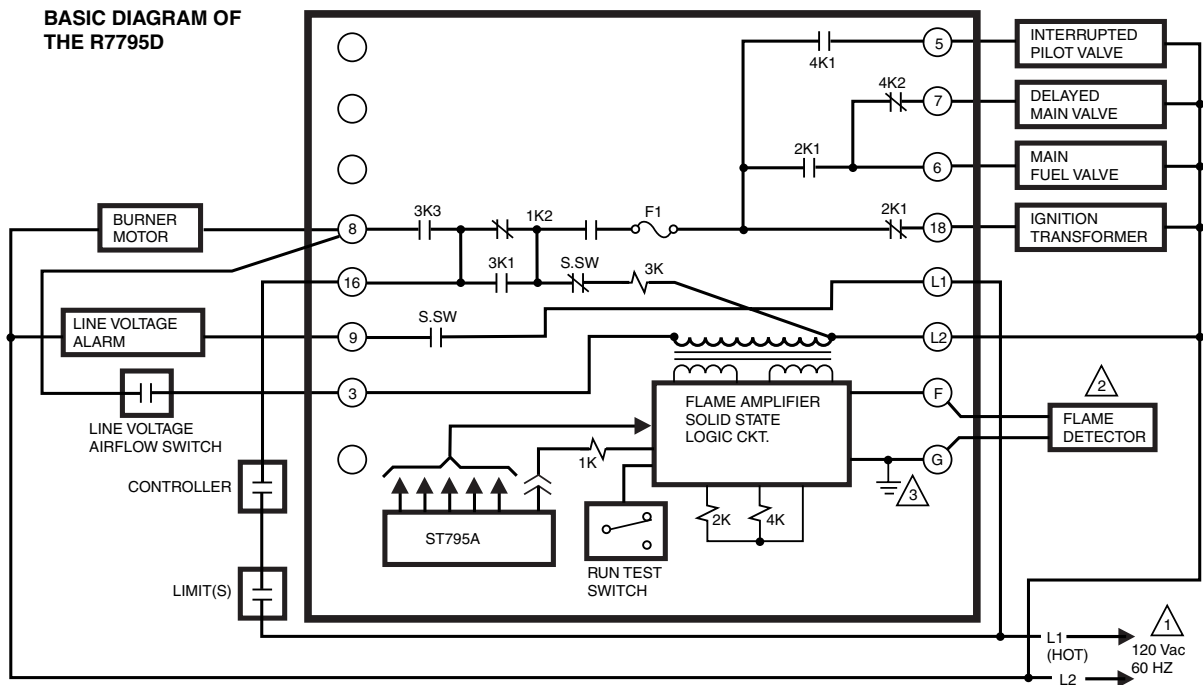 BASIC DIAGRAM OF
THE R7795D
4K1
5
INTERRUPTED
PILOT VALVE
4K2
7
DELAYED
MAIN VALVE
2K1
6
MAIN
FUEL VALVE
BURNER
MOTOR
8
3K3
1K2
F1
2K1
18
IGNITION
TRANSFORMER
16
3K1
S.SW
3K
L1
LINE VOLTAGE
ALARM
9
S.SW
L2
3
LINE VOLTAGE
AIRFLOW SWITCH
FLAME AMPLIFIER
SOLID STATE
LOGIC CKT.
F
2
FLAME
DETECTOR
1K
G
3
CONTROLLER
ST795A
2K
4K
RUN TEST
SWITCH
LIMIT(S)
L1
(HOT)
1
120 Vac
60 HZ
L2